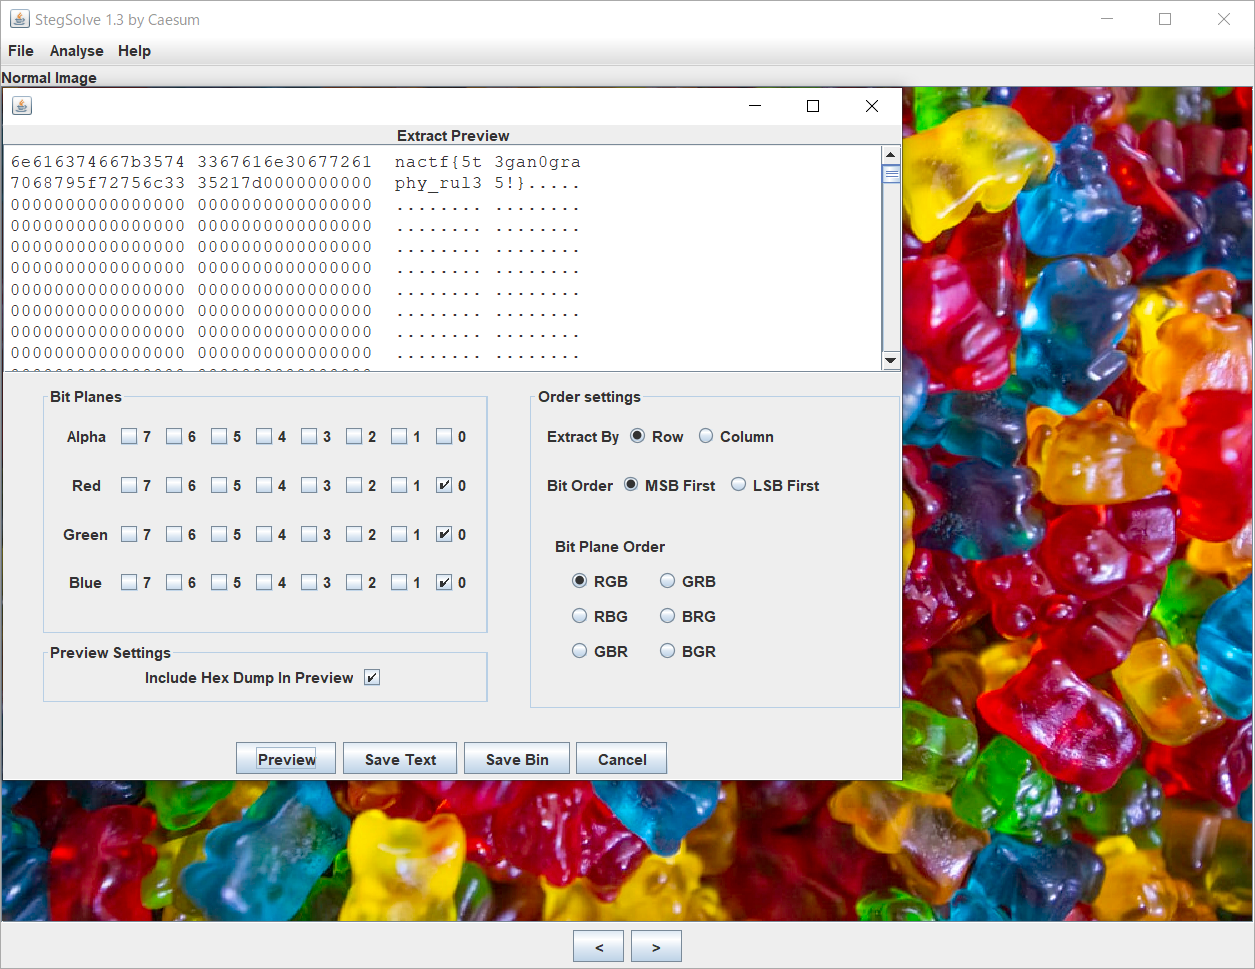 StegSolve 1.3 by Caesum
File Analyse Help
Normal Image
Extract Preview
6e616374667b3574 3367616e30677261 nactf{5t 3gan0gra
7068795f72756c33 35217d0000000000 phy_rul3 5!}.....
0000000000000000 0000000000000000 ........ ........
0000000000000000 0000000000000000 ........ ........
0000000000000000 0000000000000000 ........ ........
0000000000000000 0000000000000000 ........ ........
0000000000000000 0000000000000000 ........ ........
0000000000000000 0000000000000000 ........ ........
0000000000000000 0000000000000000 ........ ........
0000000000000000 0000000000000000 ........ ........
Bit Planes
Alpha 7 6 5 4 3 2 1 0
Red 7 6 5 4 3 2 1 0
Green 7 6 5 4 3 2 1 0
Blue 7 6 5 4 3 2 1 0
Preview Settings
Include Hex Dump In Preview
Order settings
Extract By Row Column
Bit Order MSB First LSB First
Bit Plane Order
RGB GRB
RBG BRG
GBR BGR
Preview Save Text Save Bin Cancel
< >